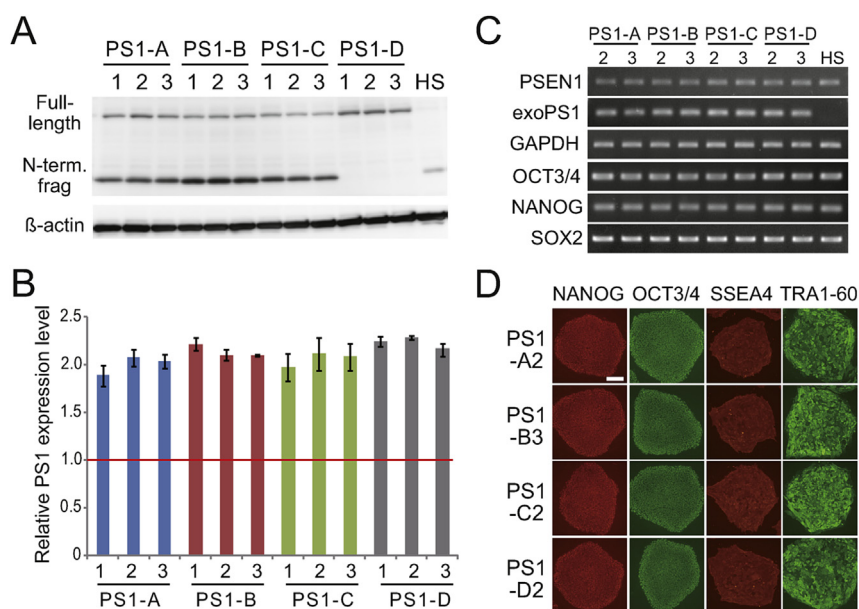 A
PS1-A PS1-B PS1-C PS1-D
1 2 3 1 2 3 1 2 3 1 2 3 HS
Full-
length
N-term.
frag
ß-actin
B
Relative PS1 expression level
2.5
2.0
2.0
1.0
2.0
0
1 2 3 1 2 3 1 2 3 1 2 3
PS1-A PS1-B PS1-C PS1-D
C
PS1-A PS1-B PS1-C PS1-D
2 3 2 3 2 3 2 3 HS
PSEN1
exoPS1
GAPDH
OCT3/4
NANOG
SOX2
D
NANOG OCT3/4 SSEA4 TRA1-60
PS1
-A2
PS1
-B3
PS1
-C2
PS1
-D2